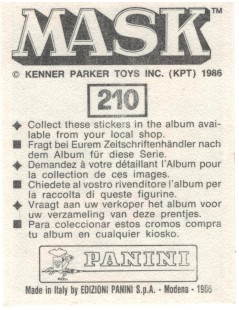 MASK™
© KENNER PARKER TOYS INC. (KPT) 1986
210
◆ Collect these stickers in the album avai-
lable from your local shop.
■ Fragt bei Eurem Zeitschriftenhändler nach
dem Album für diese Serie.
◆ Demandez à votre détaillant l'Album pour
la collection de ces images.
■ Chiedete al vostro rivenditore l'album per
la raccolta di queste figurine.
◆ Vraagt aan uw verkoper het album voor
uw verzameling van deze prentjes.
■ Para coleccionar estos cromos compra
tu album en cualquier kiosko.
PANINI
Made in Italy by EDIZIONI PANINI S.p.A. - Modena - 1986